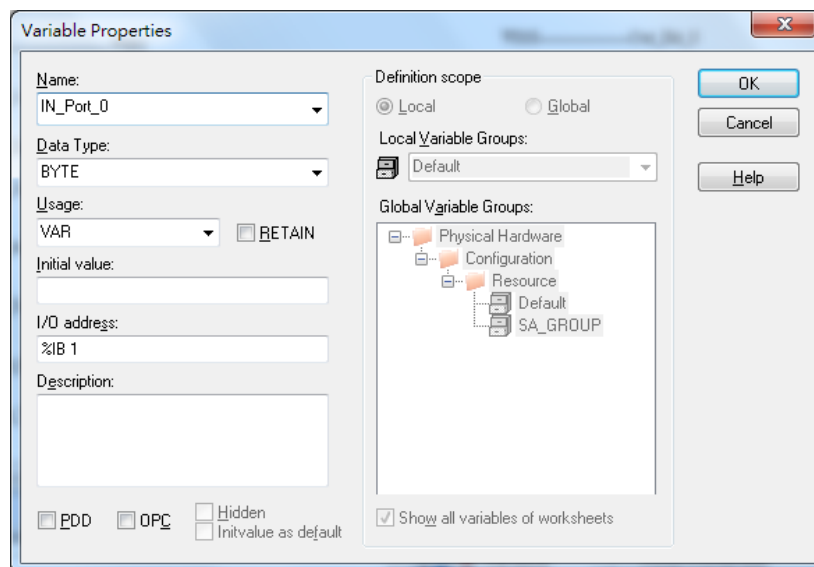 Variable Properties
Name:
IN_Port_0
Data Type:
BYTE
Usage:
VAR
RETAIN
Initial value:
I/O address:
%IB 1
Description:
PDD
OPC
Hidden
Initvalue as default
Definition scope
Local
Global
Local Variable Groups:
Default
Global Variable Groups:
Physical Hardware
Configuration
Resource
Default
SA_GROUP
Show all variables of worksheets
OK
Cancel
Help